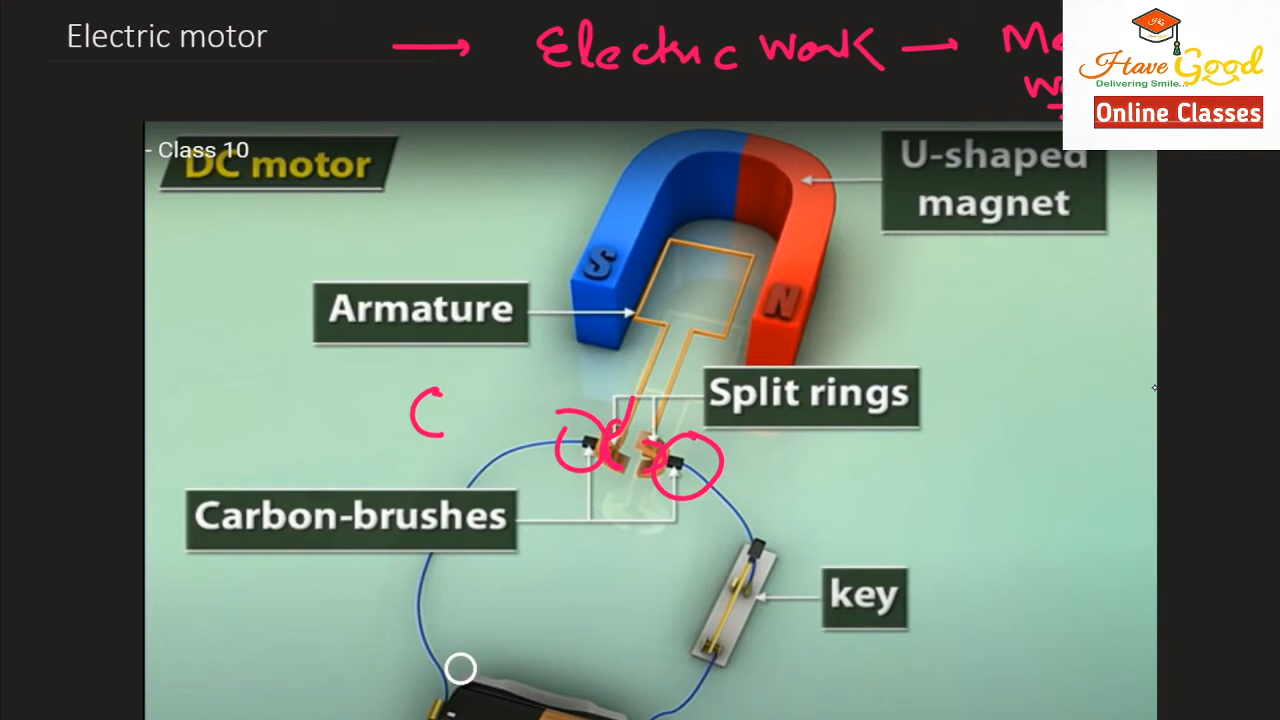 Electric motor
Electric work
Have Good
Delivering Smile..
Online Classes
- Class 10
DC motor
U-shaped
magnet
S
N
Armature
Split rings
Carbon-brushes
key